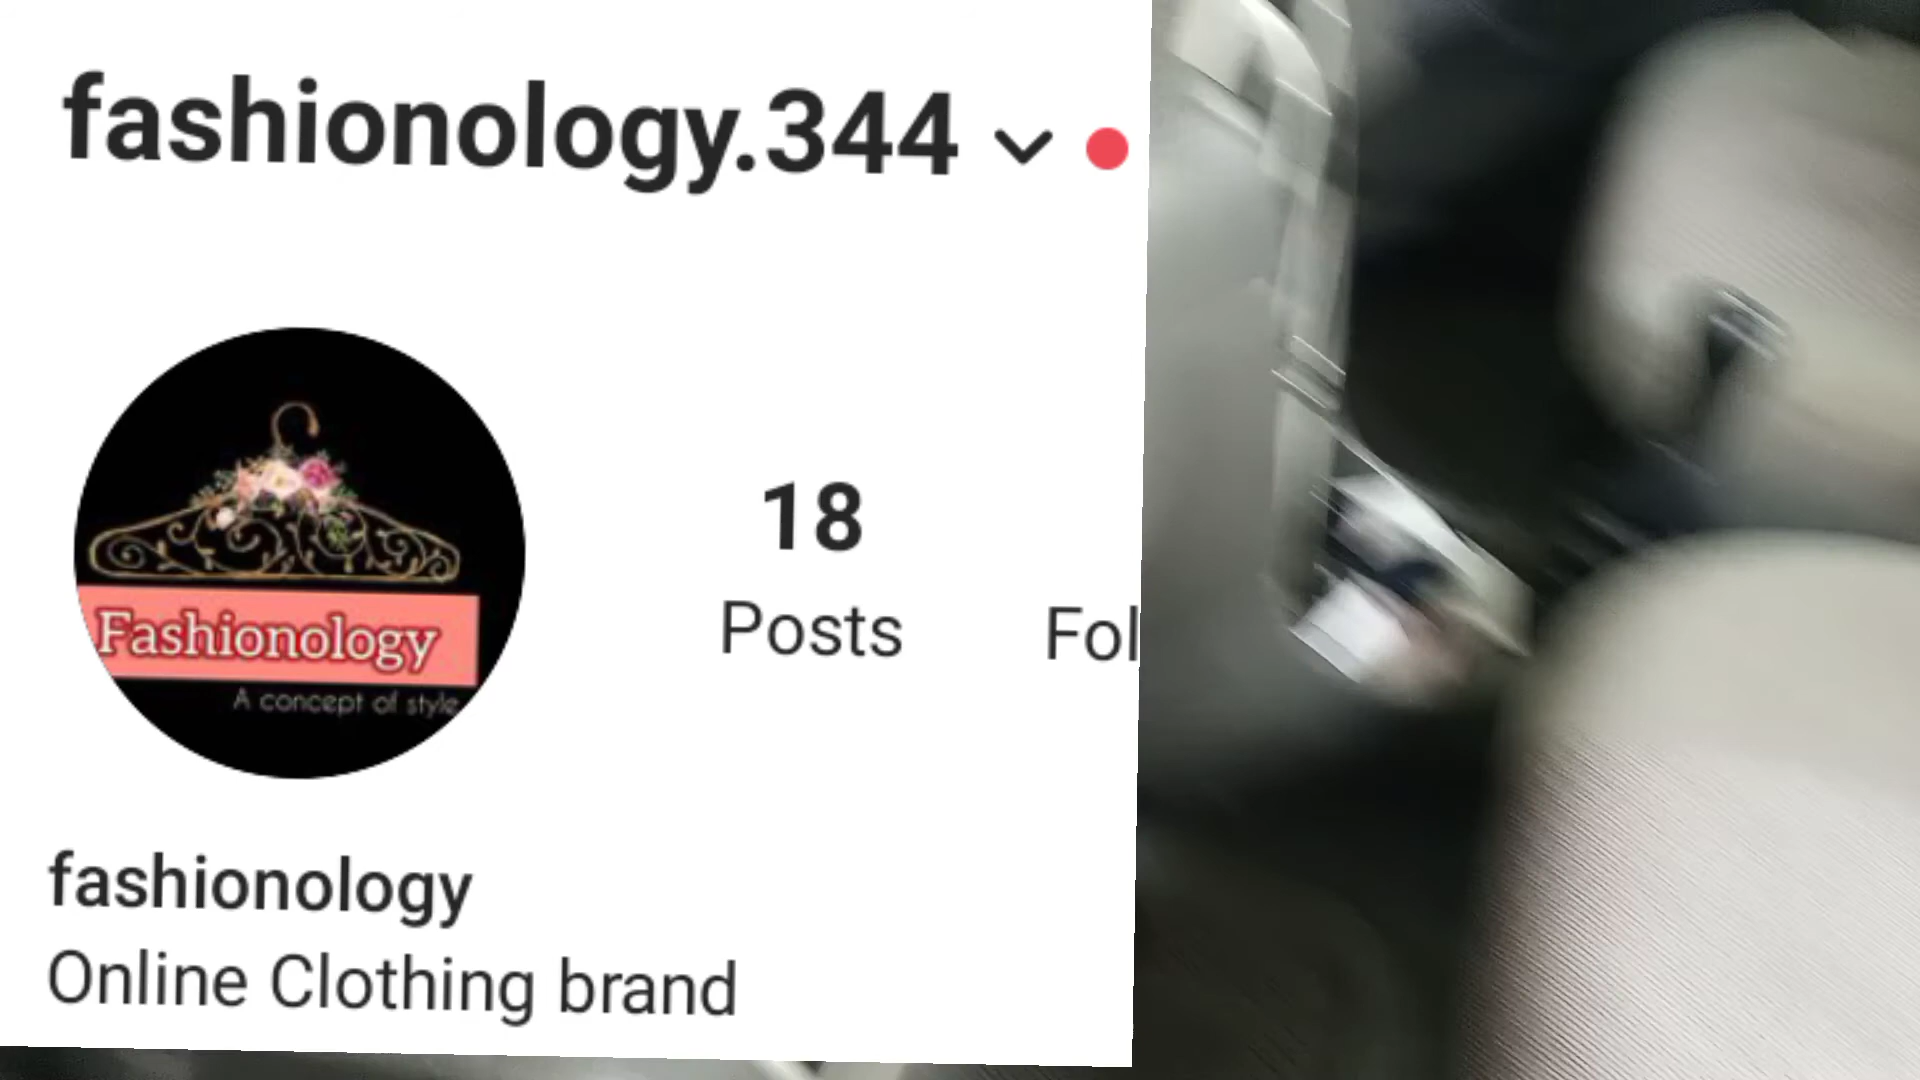 fashionology.344
18
Posts
Fol
Fashionology
A concept of style
fashionology
Online Clothing brand